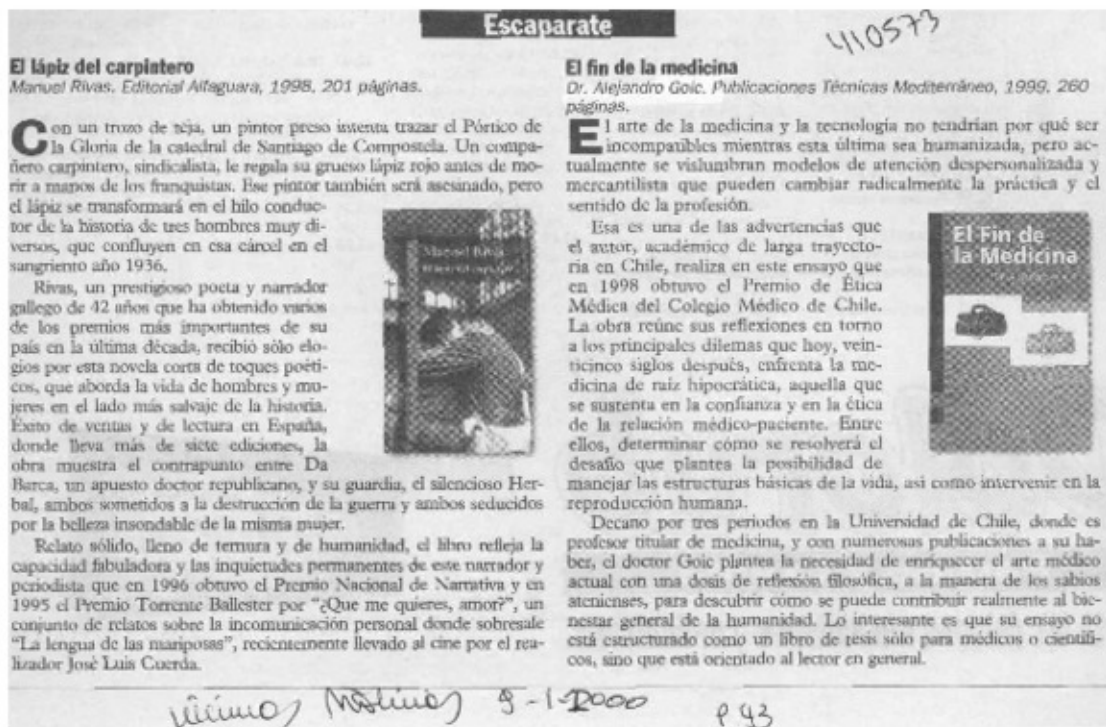 Escaparate
410573
El lápiz del carpintero
Manuel Rivas. Editorial Alfaguara, 1998, 201 páginas.
Con un trozo de teja, un pintor preso intenta trazar el Pórtico de
la Gloria de la catedral de Santiago de Compostela. Un compa-
ñero carpintero, sindicalista, le regala su grueso lápiz rojo antes de mo-
rir a manos de los franquistas. Ese pintor también será asesinado, pero
el lápiz se transformará en el hilo conduc-
tor de la historia de tres hombres muy di-
versos, que confluyen en esa cárcel en el
sangriento año 1936.
Rivas, un prestigioso poeta y narrador
gallego de 42 años que ha obtenido varios
de los premios más importantes de su
país en la última década, recibió sólo elo-
gios por esta novela corta de toques poéti-
cos, que aborda la vida de hombres y mu-
jeres en el lado más salvaje de la historia.
Éxito de ventas y de lectura en España,
donde lleva más de siete ediciones, la
obra muestra el contrapunto entre Da
Barca, un apuesto doctor republicano, y su guardia, el silencioso Her-
bal, ambos sometidos a la destrucción de la guerra y ambos seducidos
por la belleza insondable de la misma mujer.
Relato sólido, lleno de ternura y de humanidad, el libro refleja la
capacidad fabuladora y las inquietudes permanentes de este narrador y
periodista que en 1996 obtuvo el Premio Nacional de Narrativa y en
1995 el Premio Torrente Ballester por "¿Que me quieres, amor?", un
conjunto de relatos sobre la incomunicación personal donde sobresale
"La lengua de las mariposas", recientemente llevado al cine por el rea-
lizador José Luis Cuerda.
Manuel Rivas
El fin de la medicina
Dr. Alejandro Goic. Publicaciones Técnicas Mediterráneo, 1999, 260
páginas.
El arte de la medicina y la tecnología no tendrían por qué ser
incompatibles mientras esta última sea humanizada, pero ac-
tualmente se vislumbran modelos de atención despersonalizada y
mercantilista que pueden cambiar radicalmente la práctica y el
sentido de la profesión.
Esa es una de las advertencias que
el autor, académico de larga trayecto-
ria en Chile, realiza en este ensayo que
en 1998 obtuvo el Premio de Ética
Médica del Colegio Médico de Chile.
La obra reúne sus reflexiones en torno
a los principales dilemas que hoy, vein-
ticinco siglos después, enfrenta la me-
dicina de raíz hipocrática, aquella que
se sustenta en la confianza y en la ética
de la relación médico-paciente. Entre
ellos, determinar cómo se resolverá el
desafío que plantea la posibilidad de
manejar las estructuras básicas de la vida, así como intervenir en la
reproducción humana.
Decano por tres periodos en la Universidad de Chile, donde es
profesor titular de medicina, y con numerosas publicaciones a su ha-
ber, el doctor Goic plantea la necesidad de enriquecer el arte médico
actual con una dosis de reflexión filosófica, a la manera de los sabios
atenienses, para descubrir cómo se puede contribuir realmente al bie-
nestar general de la humanidad. Lo interesante es que su ensayo no
está estructurado como un libro de tesis sólo para médicos o científi-
cos, sino que está orientado al lector en general.
El Fin de
la Medicina
9-1-2000
p 43